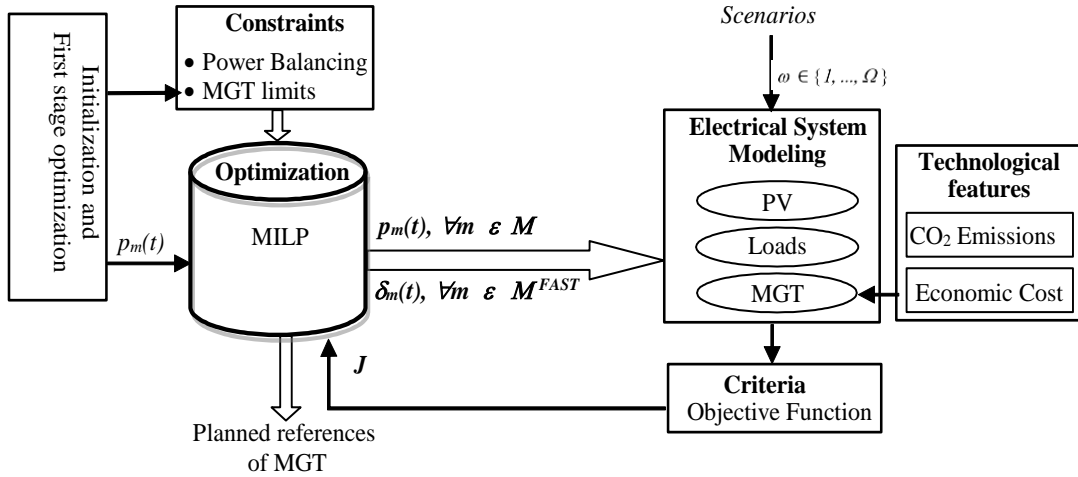 Initialization and
First stage optimization
Constraints
• Power Balancing
• MGT limits
Scenarios
ω ∈ {1, ..., Ω}
Electrical System
Modeling
PV
Loads
MGT
Technological
features
CO₂ Emissions
Economic Cost
Optimization
MILP
pₘ(t)
pₘ(t), ∀m ε M
δₘ(t), ∀m ε M^FAST
J
Criteria
Objective Function
Planned references
of MGT